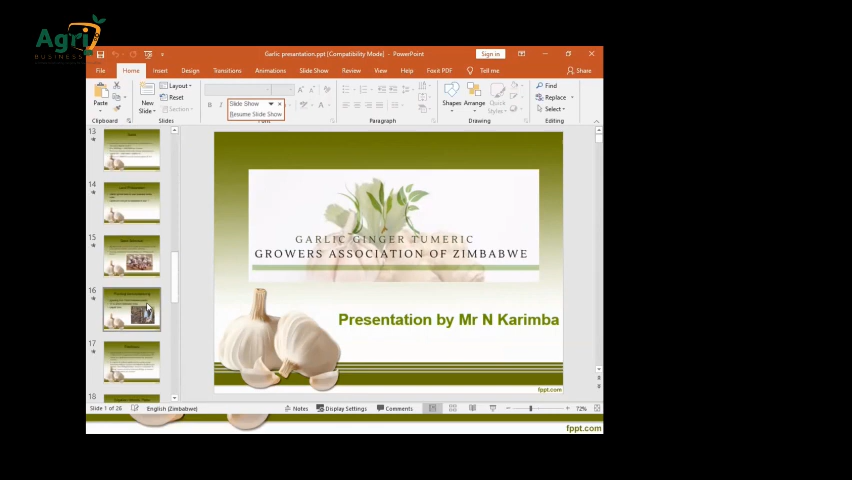 Agri
BUSINESS
Garlic presantation.ppt [Compatibility Mode] - PowerPoint
Sign in
File Home Insert Design Transitions Animations Slide Show Review View Help Foxit PDF Tell me Share
Paste
Clipboard
New
Slide
Layout
Reset
Section
Slides
Slide Show
Resume Slide Show
Paragraph
Shapes
Arrange
Quick
Styles
Drawing
Find
Replace
Select
Editing
13
14
15
16
17
18
GARLIC GINGER TUMERIC
GROWERS ASSOCIATION OF ZIMBABWE
Presentation by Mr N Karimba
fppt.com
Slide 1 of 26 English (Zimbabwe) Notes Display Settings Comments 72%
fppt.com